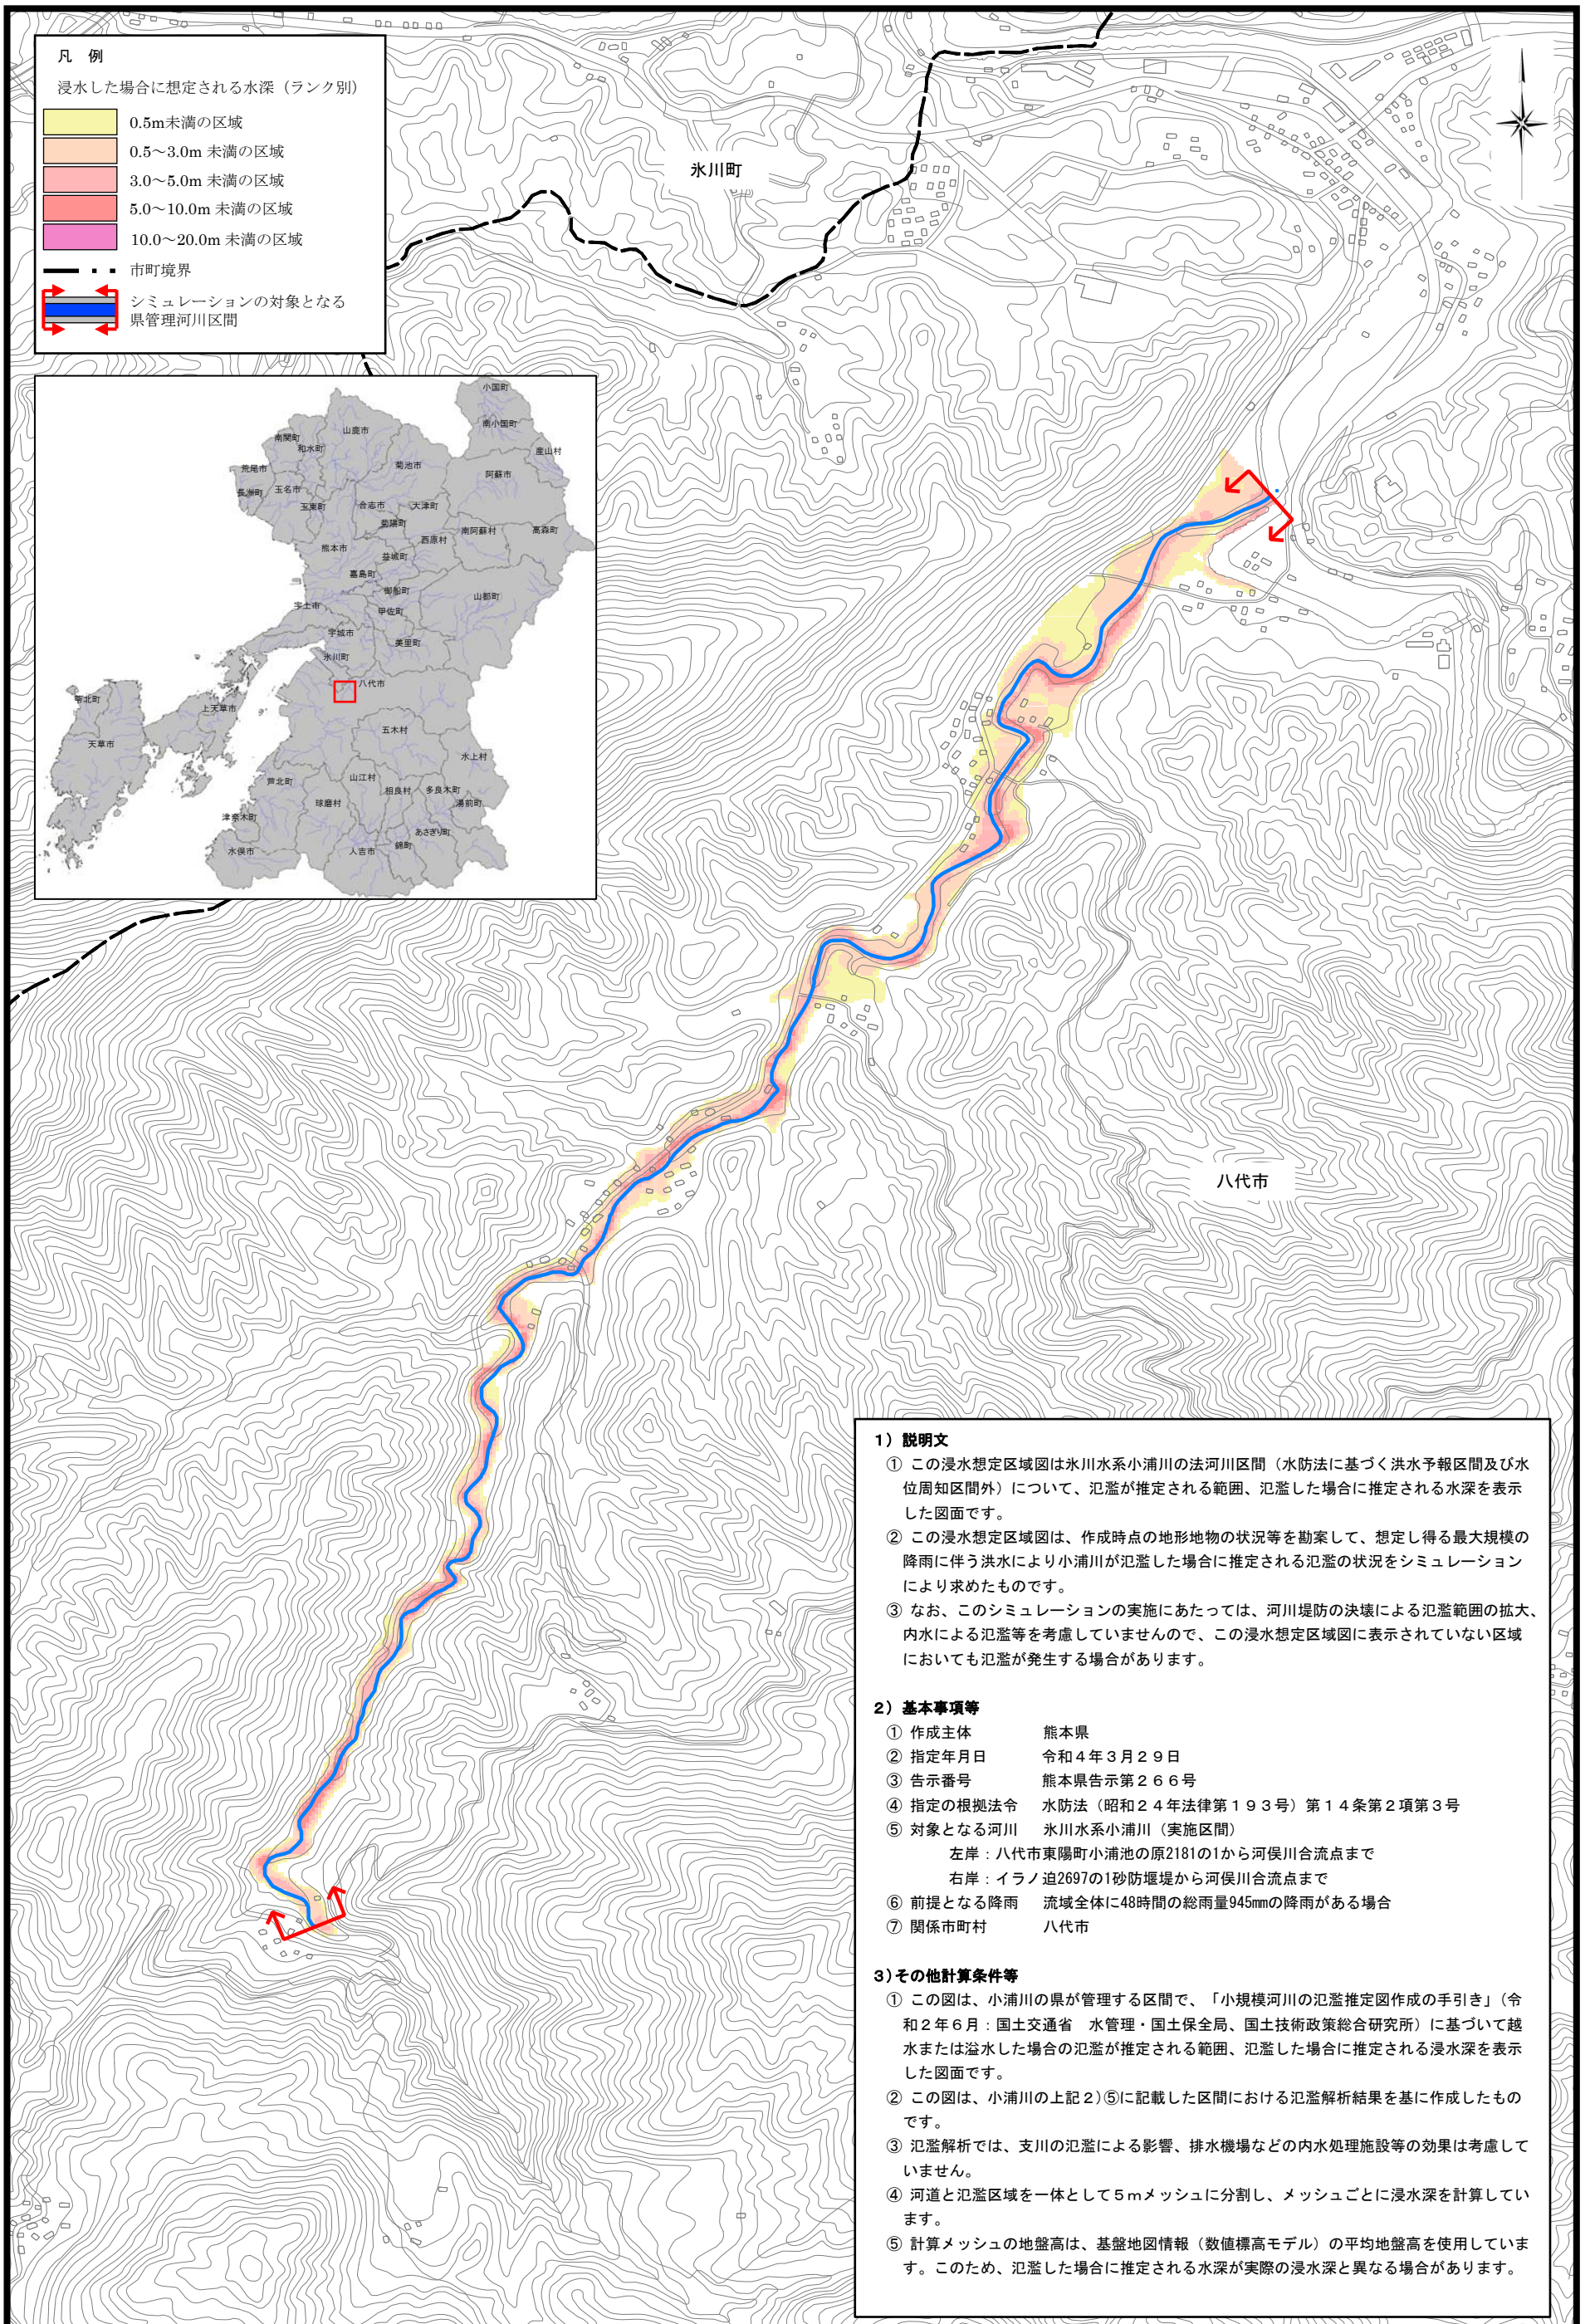 凡 例
浸水した場合に想定される水深（ランク別）
0.5m未満の区域
0.5～3.0m 未満の区域
3.0～5.0m 未満の区域
5.0～10.0m 未満の区域
10.0～20.0m 未満の区域
市町境界
シミュレーションの対象となる
県管理河川区間
氷川町
小国町
南小国町
産山村
山鹿市
南関町
和水町
菊池市
阿蘇市
荒尾市
玉名市
長洲町
玉東町
合志市
大津町
菊陽町
南阿蘇村
高森町
西原村
熊本市
益城町
嘉島町
御船町
山都町
宇土市
甲佐町
宇城市
美里町
氷川町
八代市
苓北町
上天草市
天草市
五木村
水上村
芦北町
山江村
相良村
多良木町
球磨村
湯前町
津奈木町
あさぎり町
錦町
水俣市
人吉市
八代市
1）説明文
① この浸水想定区域図は氷川水系小浦川の法河川区間（水防法に基づく洪水予報区間及び水
位周知区間外）について、氾濫が推定される範囲、氾濫した場合に推定される水深を表示
した図面です。
② この浸水想定区域図は、作成時点の地形地物の状況等を勘案して、想定し得る最大規模の
降雨に伴う洪水により小浦川が氾濫した場合に推定される氾濫の状況をシミュレーション
により求めたものです。
③ なお、このシミュレーションの実施にあたっては、河川堤防の決壊による氾濫範囲の拡大、
内水による氾濫等を考慮していませんので、この浸水想定区域図に表示されていない区域
においても氾濫が発生する場合があります。
2）基本事項等
① 作成主体 熊本県
② 指定年月日 令和４年３月２９日
③ 告示番号 熊本県告示第２６６号
④ 指定の根拠法令 水防法（昭和２４年法律第１９３号）第１４条第２項第３号
⑤ 対象となる河川 氷川水系小浦川（実施区間）
左岸：八代市東陽町小浦池の原2181の1から河俣川合流点まで
右岸：イラノ迫2697の1砂防堰堤から河俣川合流点まで
⑥ 前提となる降雨 流域全体に48時間の総雨量945mmの降雨がある場合
⑦ 関係市町村 八代市
3）その他計算条件等
① この図は、小浦川の県が管理する区間で、「小規模河川の氾濫推定図作成の手引き」（令
和２年６月：国土交通省 水管理・国土保全局、国土技術政策総合研究所）に基づいて越
水または溢水した場合の氾濫が推定される範囲、氾濫した場合に推定される浸水深を表示
した図面です。
② この図は、小浦川の上記２）⑤に記載した区間における氾濫解析結果を基に作成したもの
です。
③ 氾濫解析では、支川の氾濫による影響、排水機場などの内水処理施設等の効果は考慮して
いません。
④ 河道と氾濫区域を一体として５ｍメッシュに分割し、メッシュごとに浸水深を計算してい
ます。
⑤ 計算メッシュの地盤高は、基盤地図情報（数値標高モデル）の平均地盤高を使用していま
す。このため、氾濫した場合に推定される水深が実際の浸水深と異なる場合があります。